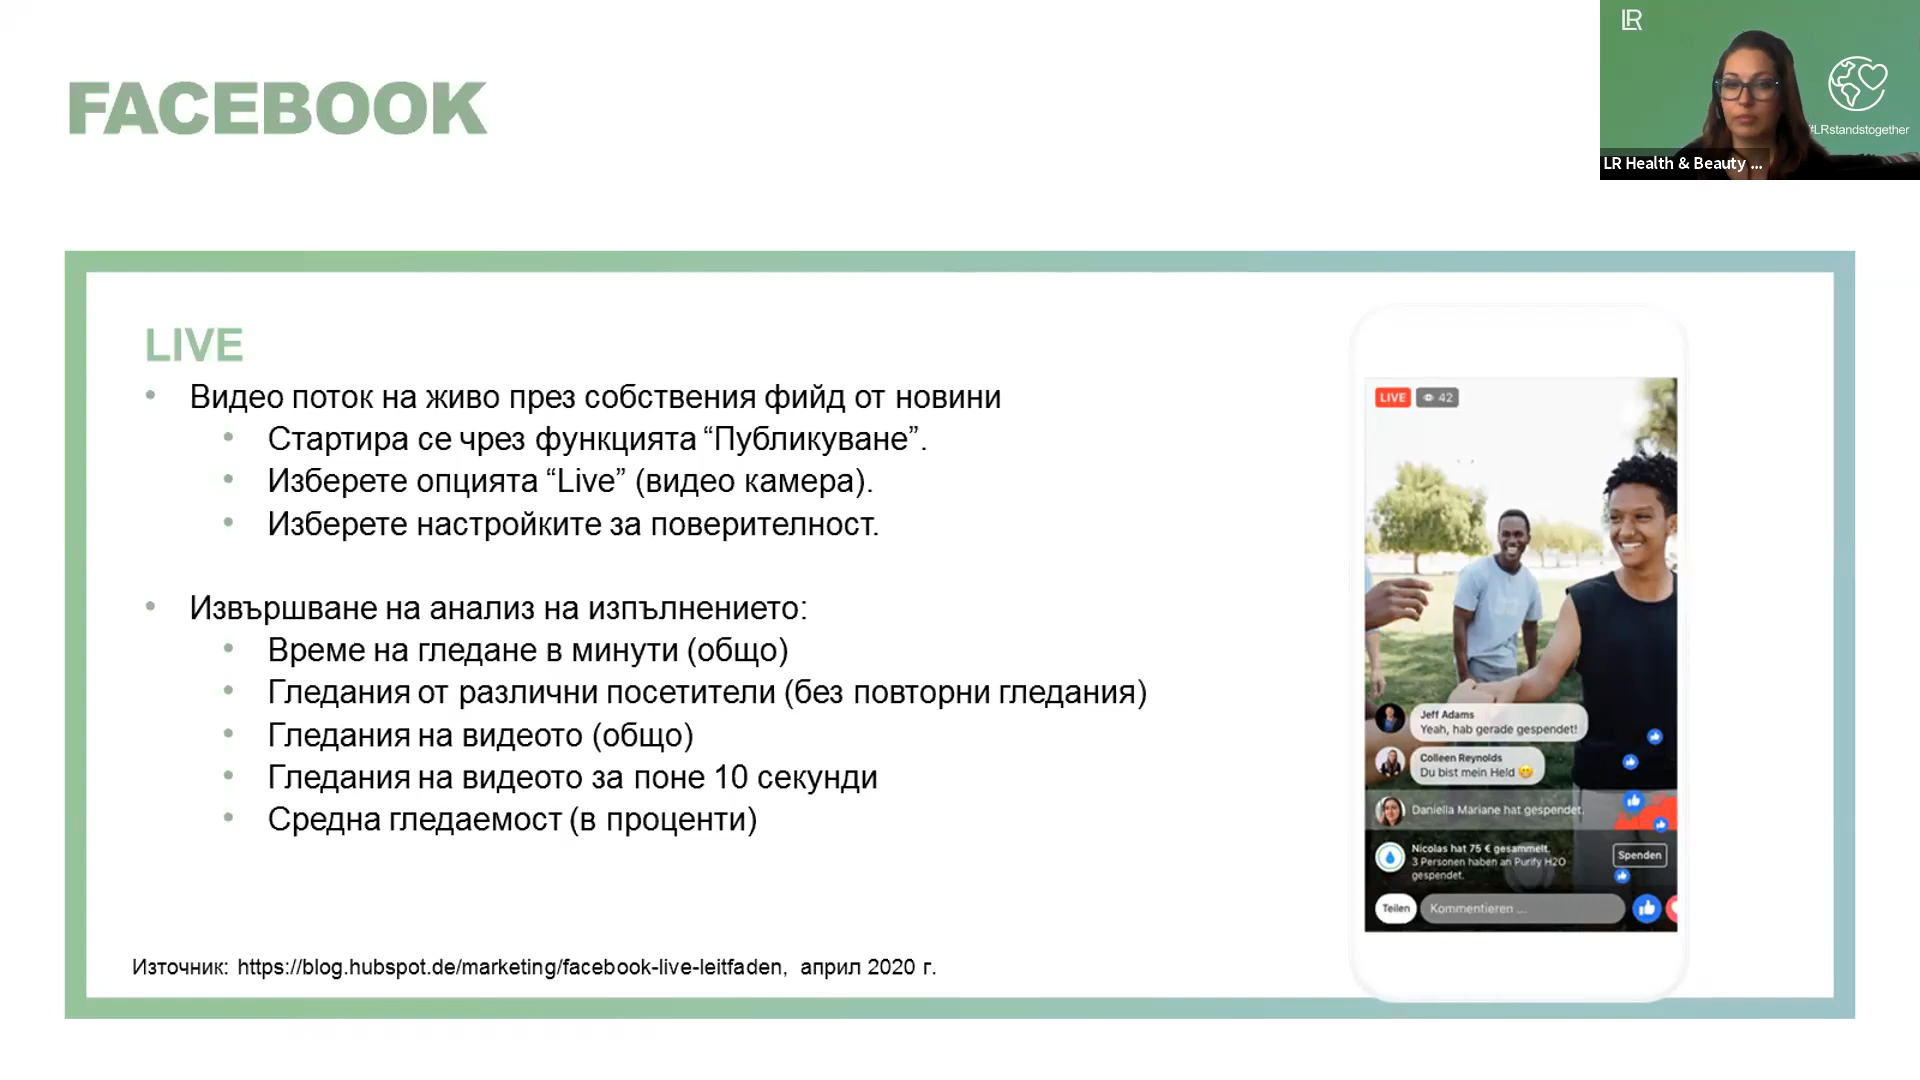 FACEBOOK
LR
#LRstandstogether
LR Health & Beauty ...
LIVE
• Видео поток на живо през собствения фийд от новини
• Стартира се чрез функцията “Публикуване”.
• Изберете опцията “Live” (видео камера).
• Изберете настройките за поверителност.
• Извършване на анализ на изпълнението:
• Време на гледане в минути (общо)
• Гледания от различни посетители (без повторни гледания)
• Гледания на видеото (общо)
• Гледания на видеото за поне 10 секунди
• Средна гледаемост (в проценти)
Източник: https://blog.hubspot.de/marketing/facebook-live-leitfaden, април 2020 г.
LIVE 42
Jeff Adams
Yeah, hab gerade gespendet!
Colleen Reynolds
Du bist mein Held 😊
Daniella Mariane hat gespendet.
Nicolas hat 75 € gesammelt.
3 Personen haben an Purify H2O
gespendet.
Spenden
Teilen
Kommentieren ...